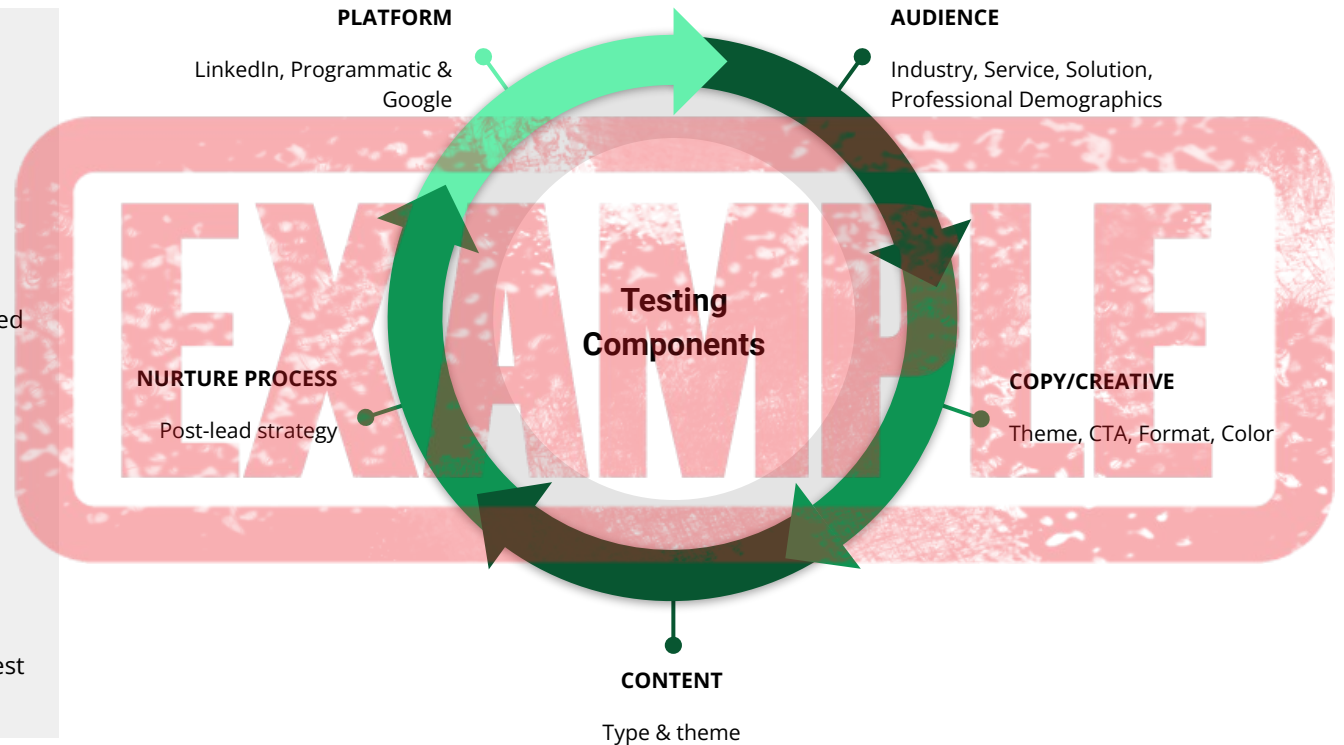 PLATFORM
LinkedIn, Programmatic &
Google
AUDIENCE
Industry, Service, Solution,
Professional Demographics
EXAMPLE
Testing
Components
NURTURE PROCESS
Post-lead strategy
COPY/CREATIVE
Theme, CTA, Format, Color
CONTENT
Type & theme